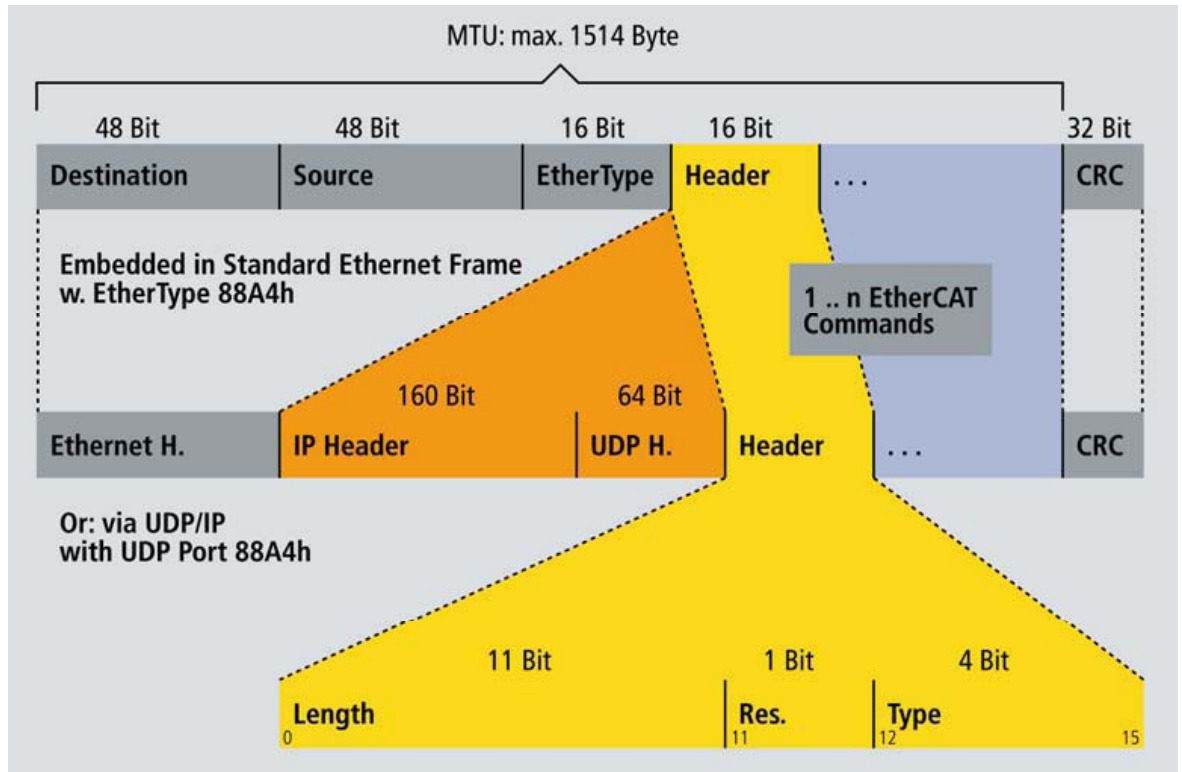 MTU: max. 1514 Byte
48 Bit 48 Bit 16 Bit 16 Bit 32 Bit
Destination Source EtherType Header ... CRC
Embedded in Standard Ethernet Frame
w. EtherType 88A4h
1 .. n EtherCAT
Commands
160 Bit 64 Bit
Ethernet H. IP Header UDP H. Header ... CRC
Or: via UDP/IP
with UDP Port 88A4h
11 Bit 1 Bit 4 Bit
Length Res. Type
0 11 12 15